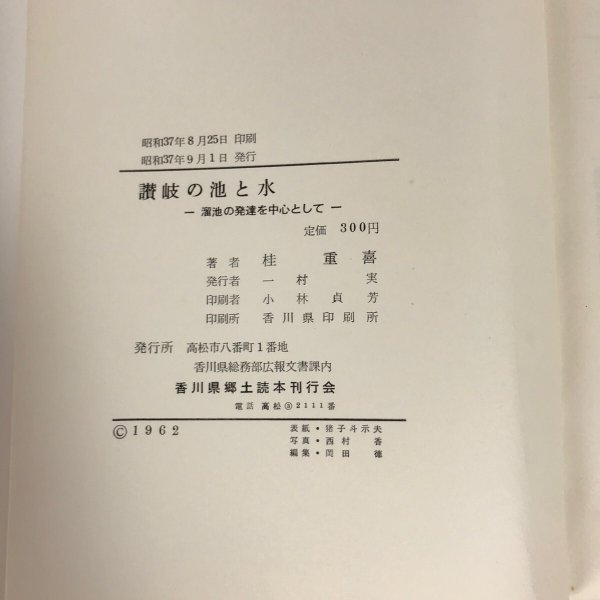 昭和37年8月25日 印刷
昭和37年9月1日 発行
讃岐の池と水
― 溜池の発達を中心として ―
定価 300円
著者 桂重喜
発行者 一村実
印刷者 小林貞芳
印刷所 香川県印刷所
発行所 高松市八番町1番地
香川県総務部広報文書課内
香川県郷土読本刊行会
電話 高松③2111番
©1962
表紙・猪子斗示夫
写真・西村香
編集・岡田徳